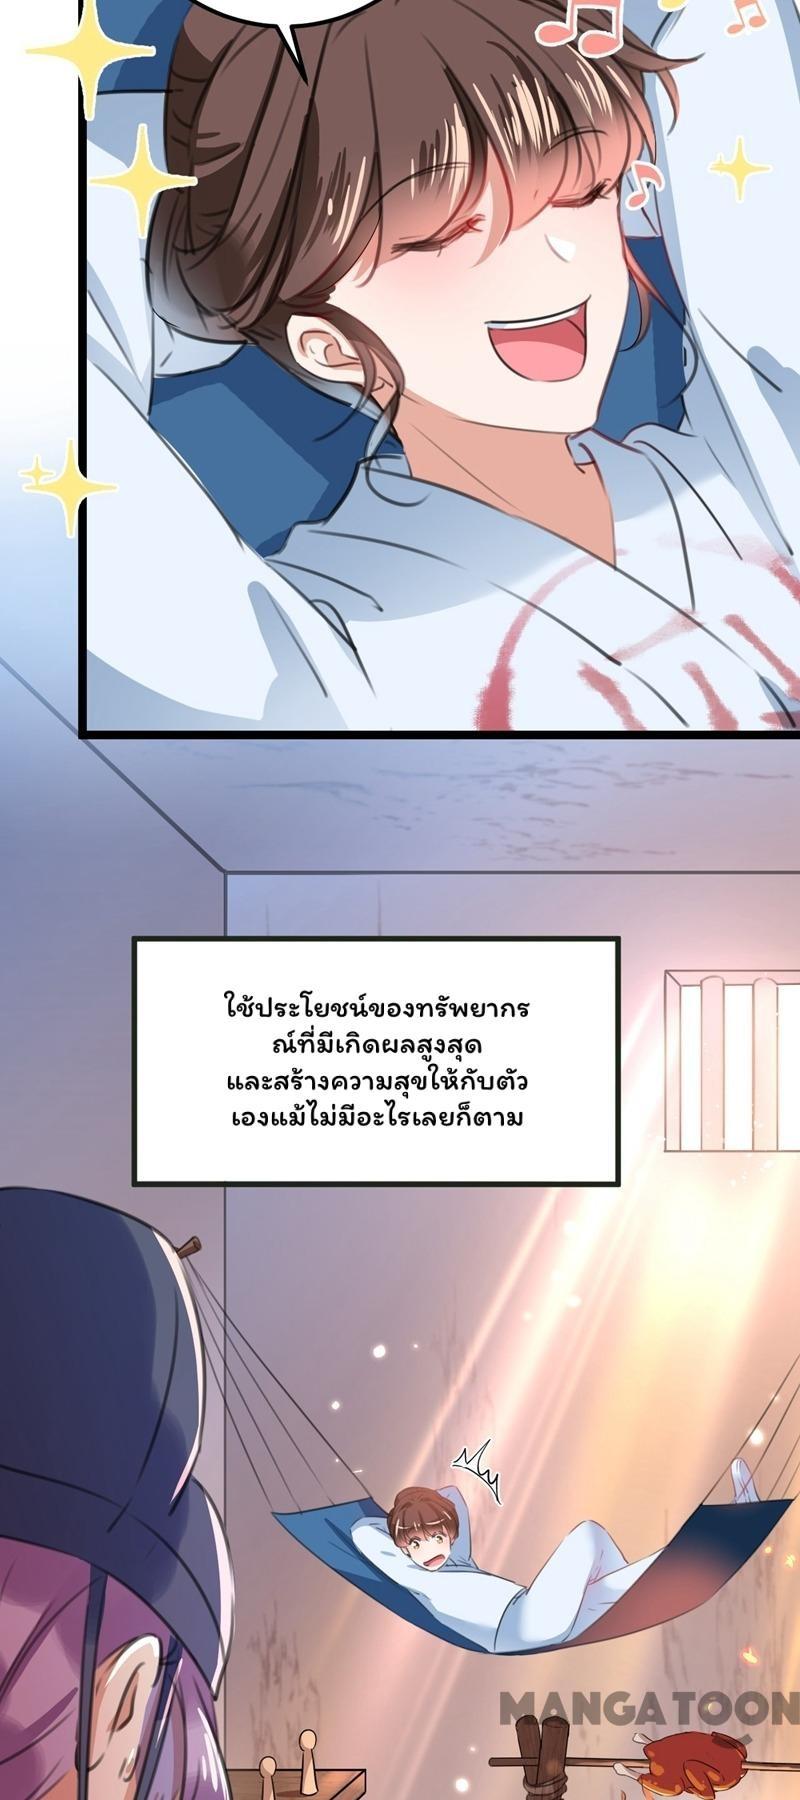 ใช้ประโยชน์ของทรัพยากร
ณ์ที่มีเกิดผลสูงสุด
และสร้างความสุขให้กับตัว
เองแม้ไม่มีอะไรเลยก็ตาม
MANGATOON